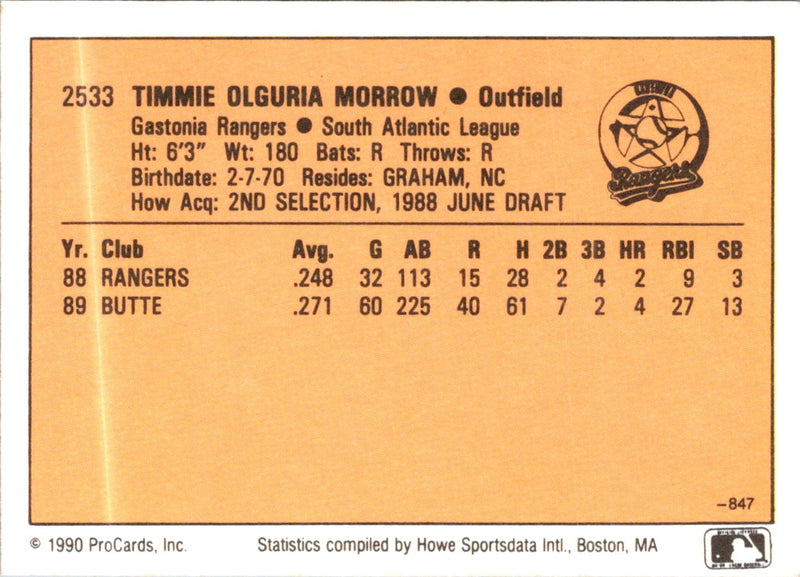 2533 TIMMIE OLGURIA MORROW ● Outfield
Gastonia Rangers ● South Atlantic League
Ht: 6'3" Wt: 180 Bats: R Throws: R
Birthdate: 2-7-70 Resides: GRAHAM, NC
How Acq: 2ND SELECTION, 1988 JUNE DRAFT
GASTONIA
Rangers
Yr. Club Avg. G AB R H 2B 3B HR RBI SB
88 RANGERS .248 32 113 15 28 2 4 2 9 3
89 BUTTE .271 60 225 40 61 7 2 4 27 13
–847
© 1990 ProCards, Inc. Statistics compiled by Howe Sportsdata Intl., Boston, MA